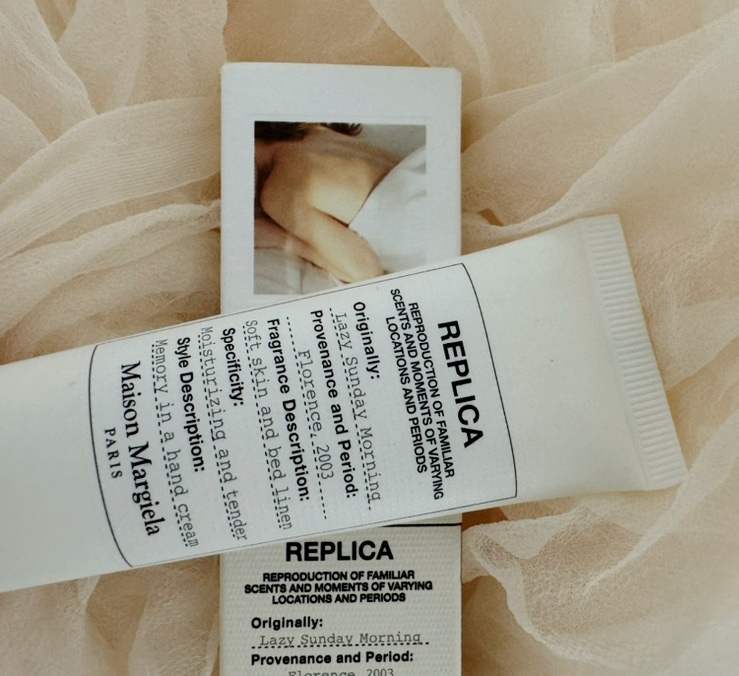 REPLICA
REPRODUCTION OF FAMILIAR
SCENTS AND MOMENTS OF VARYING
LOCATIONS AND PERIODS
Originally:
Lazy Sunday Morning
Provenance and Period:
Florence, 2003
Fragrance Description:
Soft skin and bed linen
Specificity:
Moisturizing and tender
Style Description:
Memory in a hand cream
Maison Margiela
PARIS
REPLICA
REPRODUCTION OF FAMILIAR
SCENTS AND MOMENTS OF VARYING
LOCATIONS AND PERIODS
Originally:
Lazy Sunday Morning
Provenance and Period:
Florence, 2003